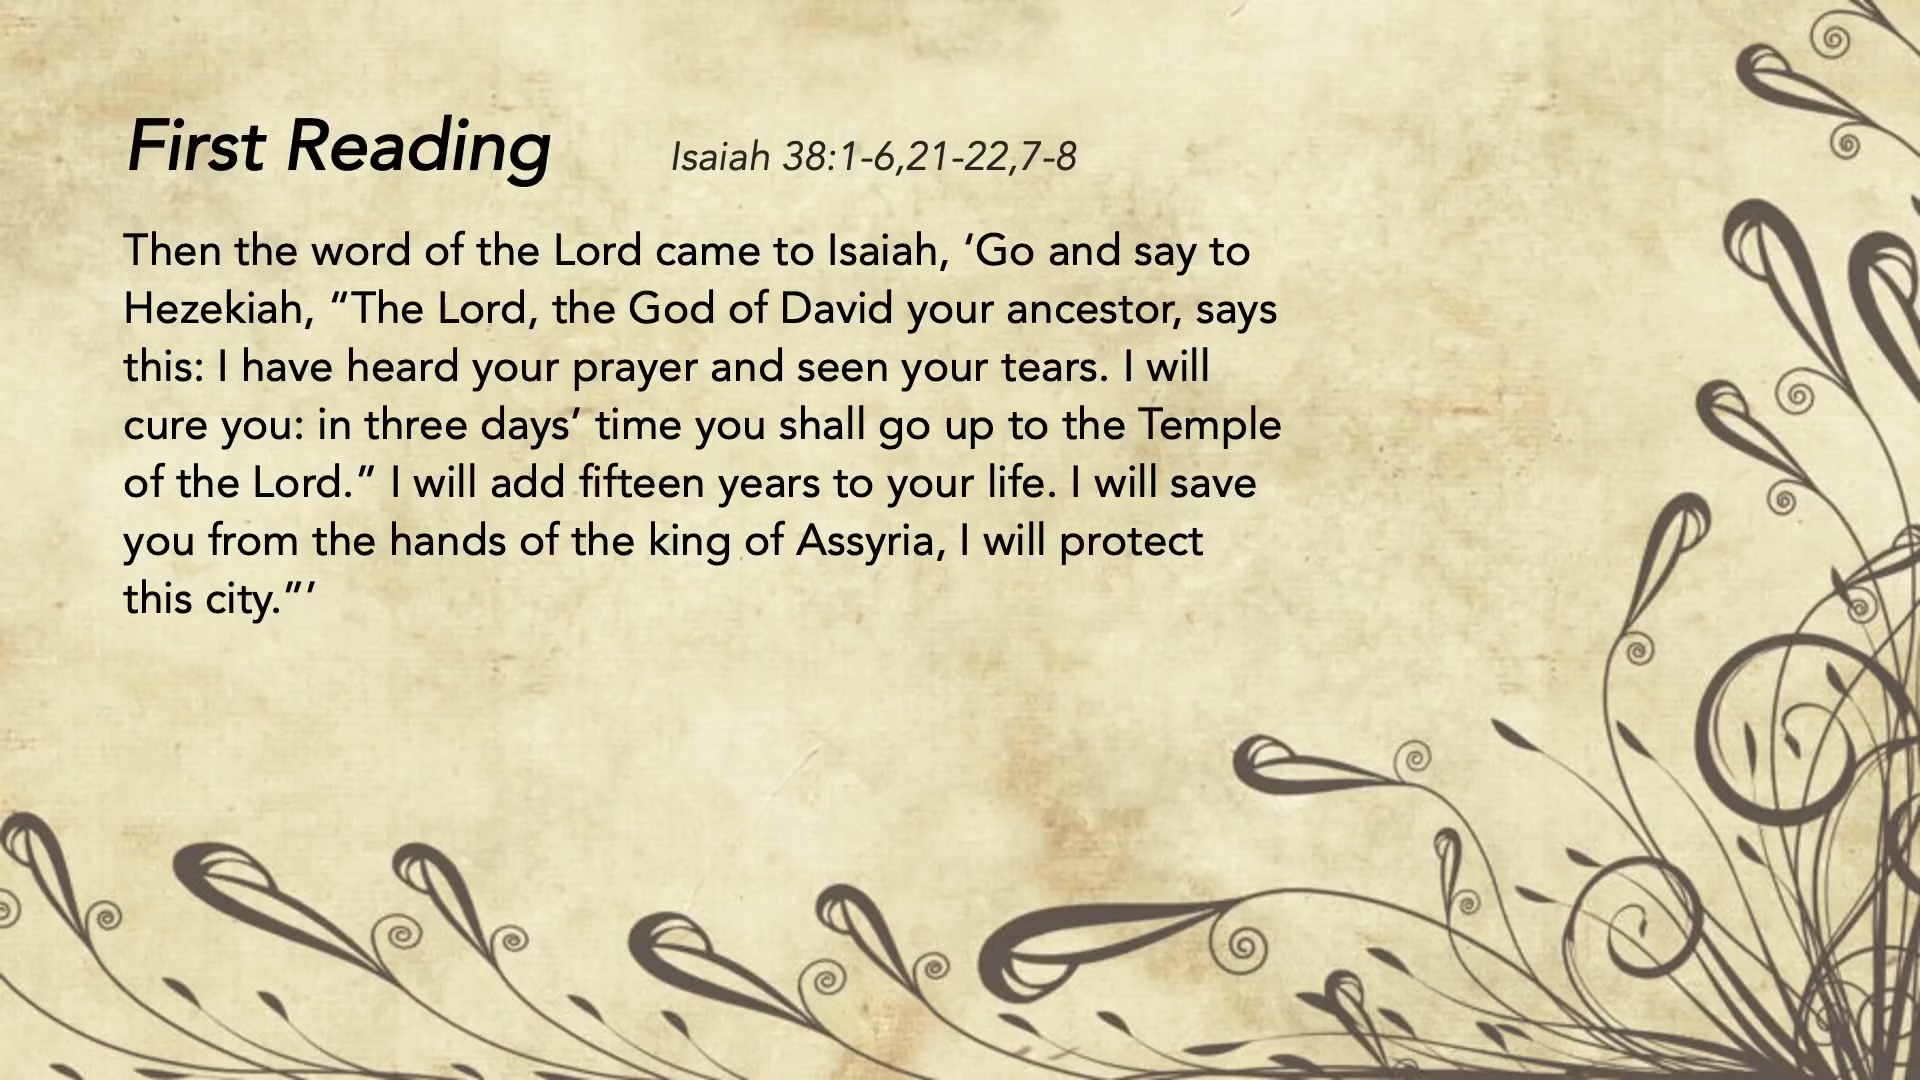 First Reading Isaiah 38:1-6,21-22,7-8
Then the word of the Lord came to Isaiah, ‘Go and say to
Hezekiah, “The Lord, the God of David your ancestor, says
this: I have heard your prayer and seen your tears. I will
cure you: in three days’ time you shall go up to the Temple
of the Lord.” I will add fifteen years to your life. I will save
you from the hands of the king of Assyria, I will protect
this city.”’